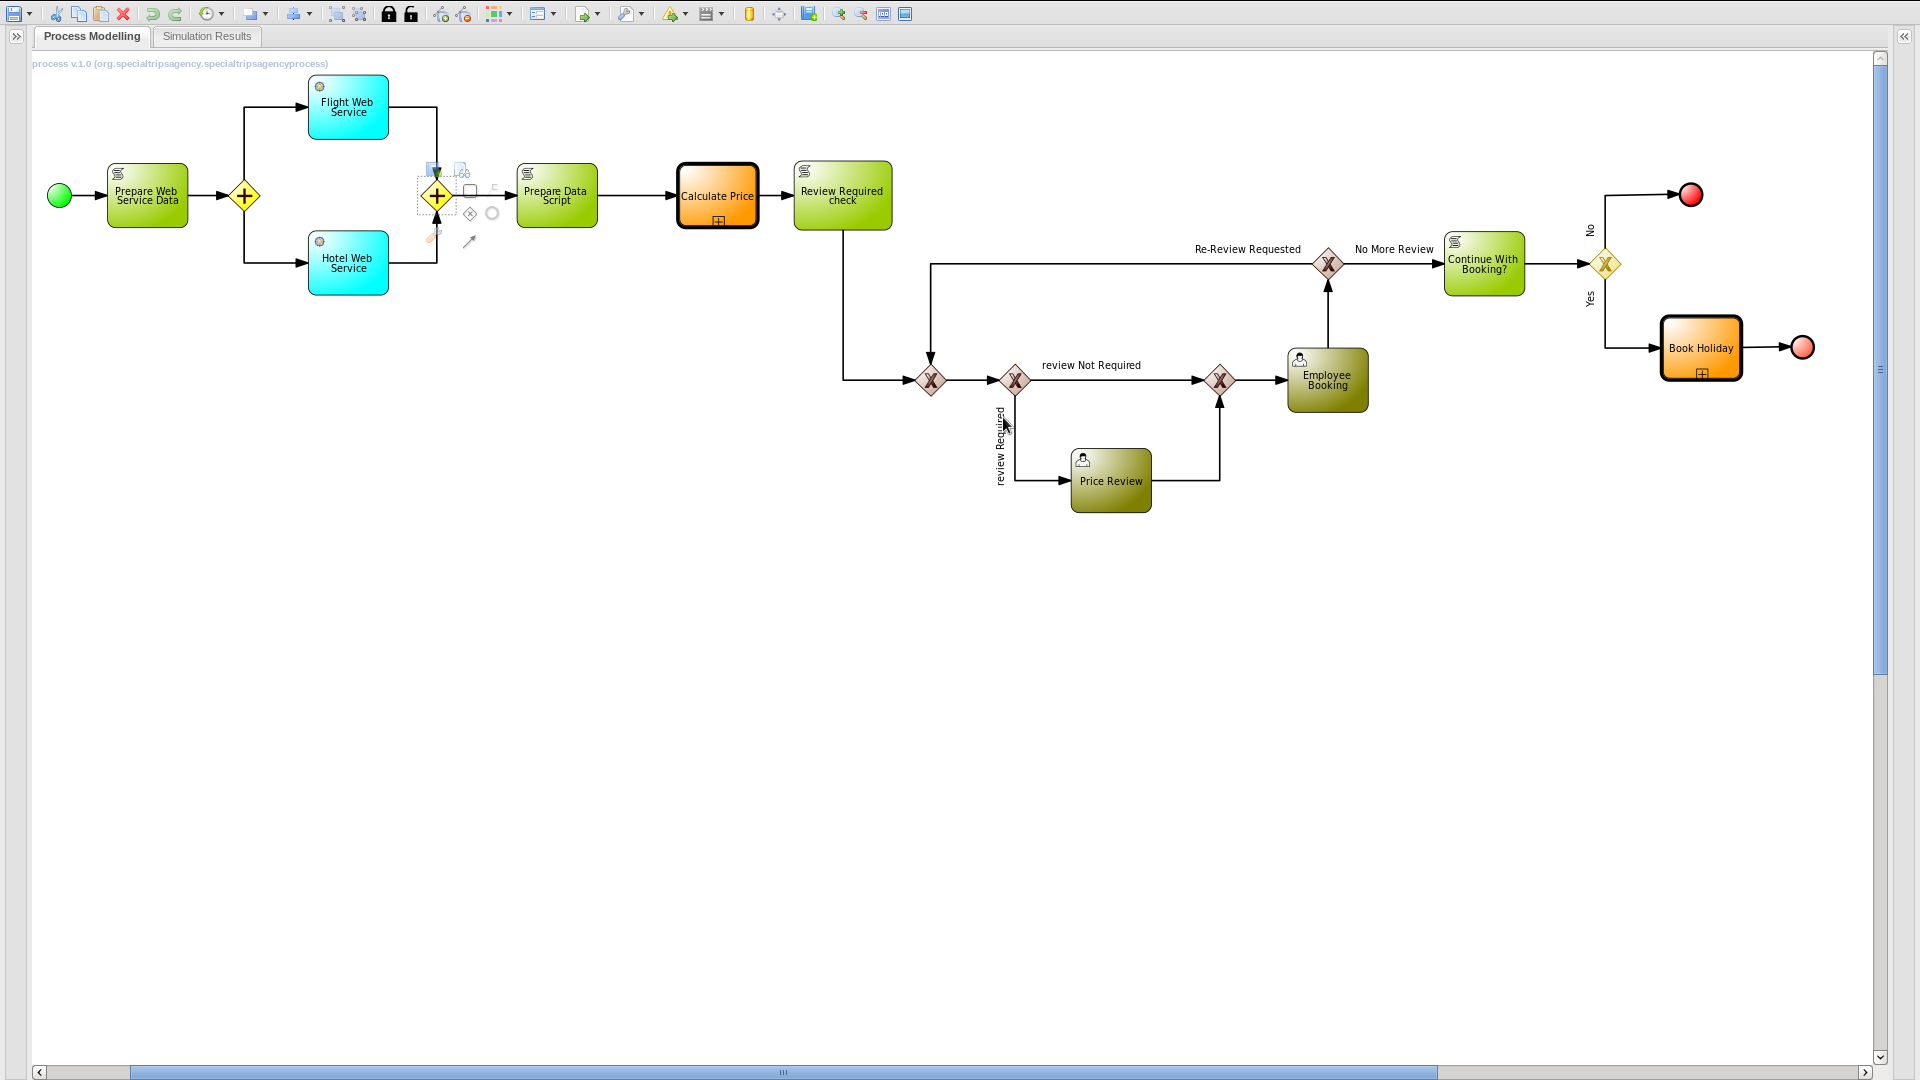 Process Modelling
Simulation Results
process v.1.0 (org.specialtripsagency.specialtripsagencyprocess)
Flight Web
Service
Prepare Web
Service Data
Hotel Web
Service
Prepare Data
Script
Calculate Price
Review Required
check
Re-Review Requested
No More Review
Continue With
Booking?
No
Yes
Book Holiday
review Not Required
Employee
Booking
review Required
Price Review